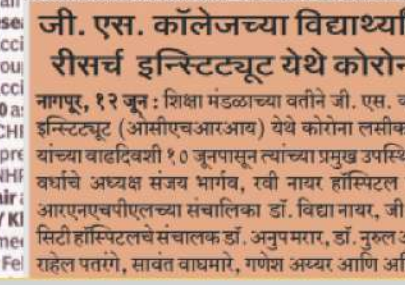 जी. एस. कॉलेजच्या
रीसर्च इन्स्टिट्यूट येथे
नागपूर, १२ जून : शिक्षा मंडळाच्या वतीने जी. एस.
इन्स्टिट्यूट (ओसीएचआरआय) येथे कोरोना
यांच्या वाढदिवशी १० जूनपासून त्यांच्या प्रमुख
वर्धाचे अध्यक्ष संजय भार्गव, रवी नायर हॉस्पिटल
आरएनएचपीएलच्या संचालिका डॉ. विद्या नायर, जी
सिटी हॉस्पिटलचे संचालक डॉ. अनुप मरार, डॉ. नुरुल
राहेल पतरंगे, सावंत वाघमारे, गणेश अय्यर आणि